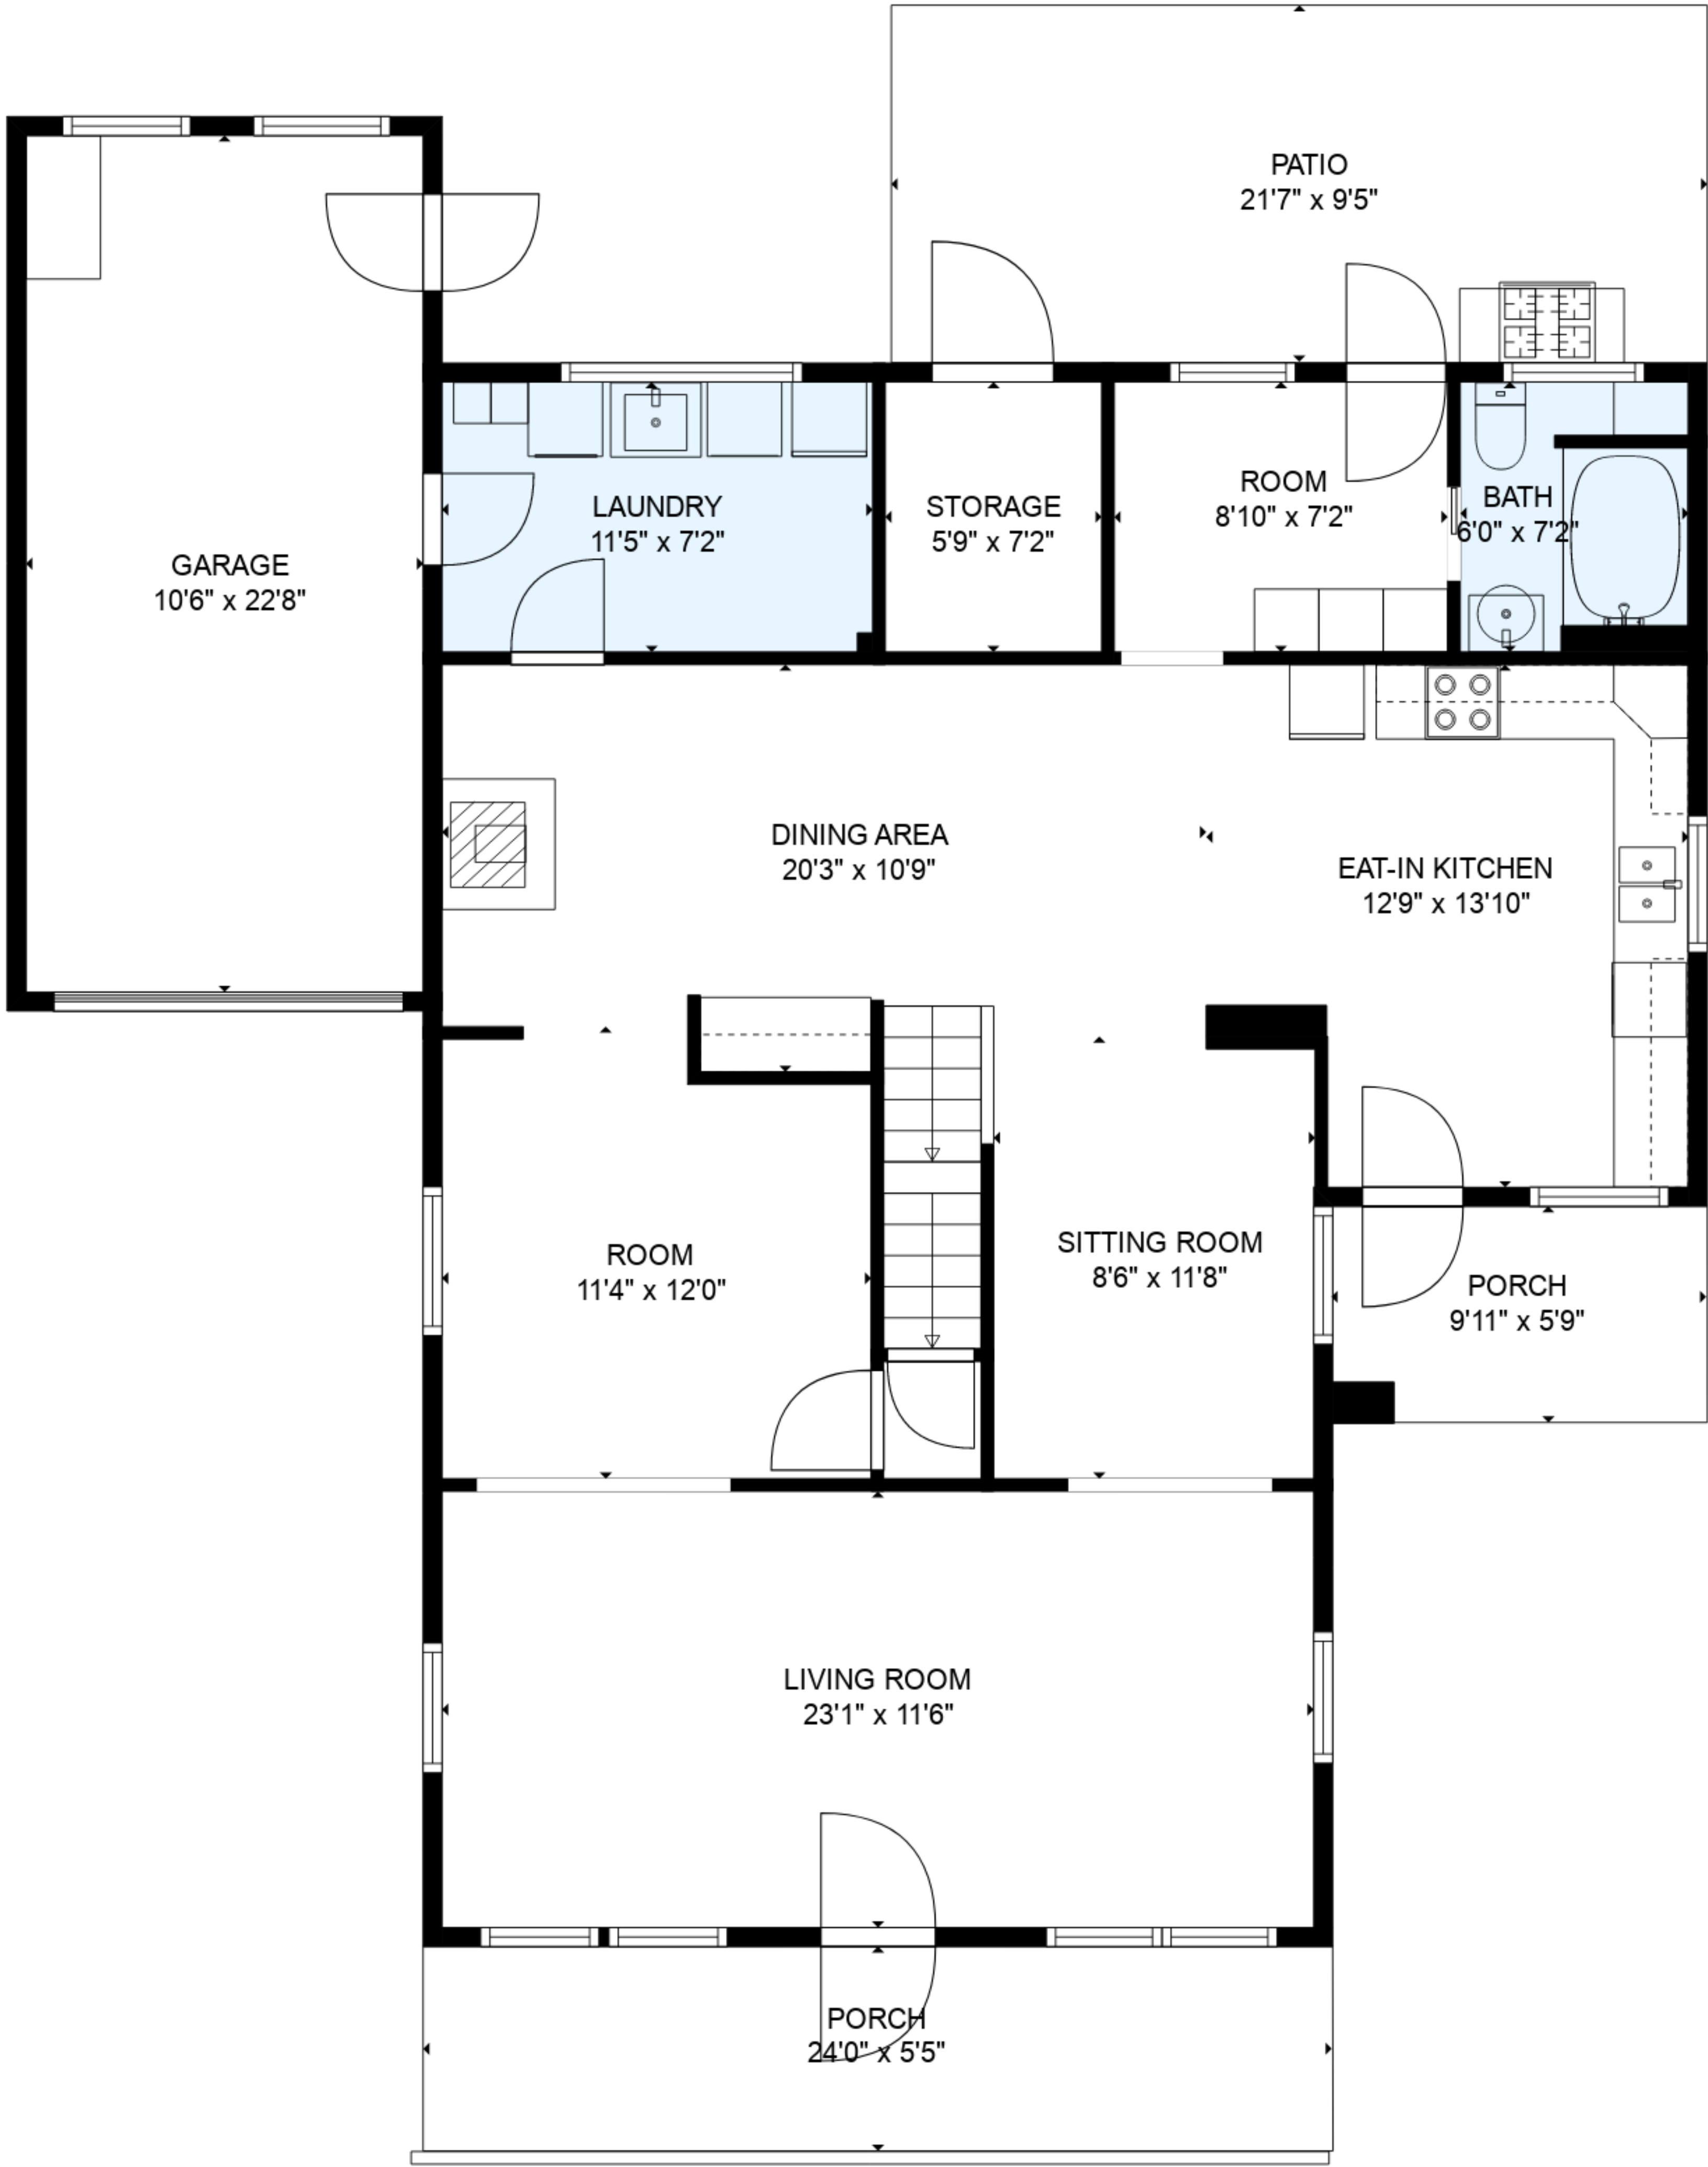 PATIO
21'7" x 9'5"
GARAGE
10'6" x 22'8"
LAUNDRY
11'5" x 7'2"
STORAGE
5'9" x 7'2"
ROOM
8'10" x 7'2"
BATH
6'0" x 7'2"
DINING AREA
20'3" x 10'9"
EAT-IN KITCHEN
12'9" x 13'10"
ROOM
11'4" x 12'0"
SITTING ROOM
8'6" x 11'8"
PORCH
9'11" x 5'9"
LIVING ROOM
23'1" x 11'6"
PORCH
24'0" x 5'5"